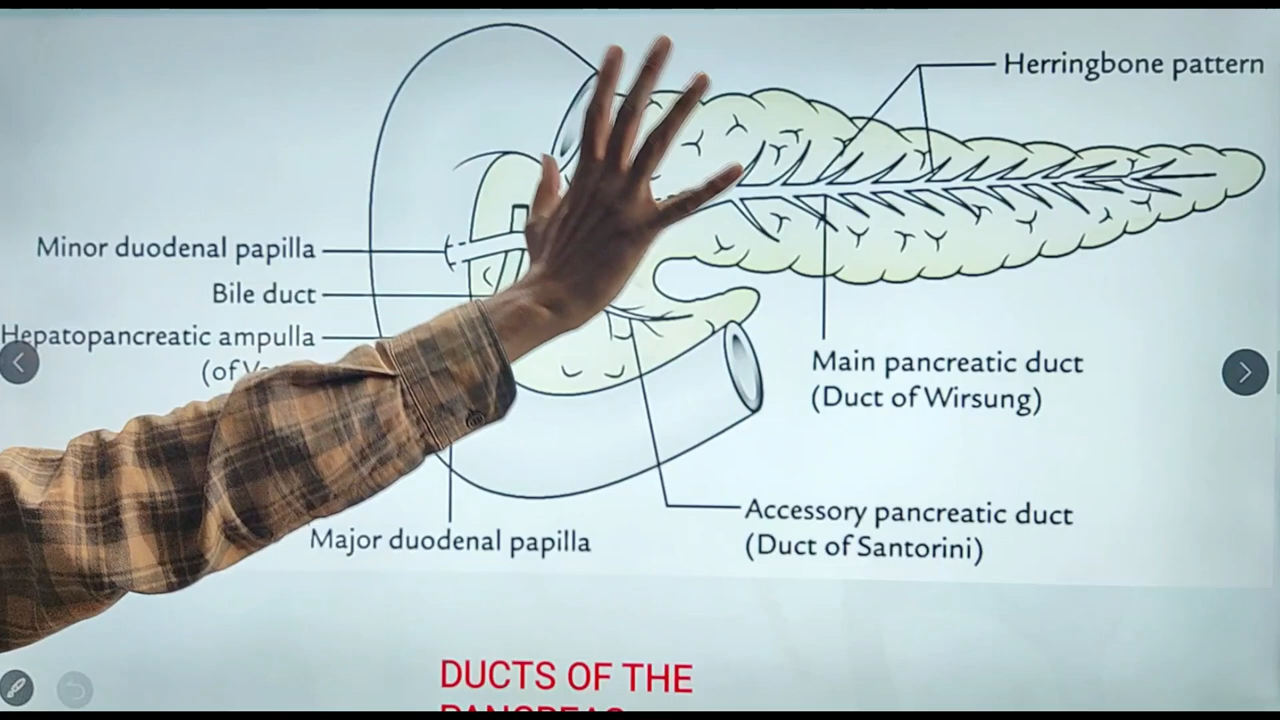 Herringbone pattern
Minor duodenal papilla
Bile duct
Hepatopancreatic ampulla
(of
Main pancreatic duct
(Duct of Wirsung)
Accessory pancreatic duct
(Duct of Santorini)
Major duodenal papilla
DUCTS OF THE
PANCREAS